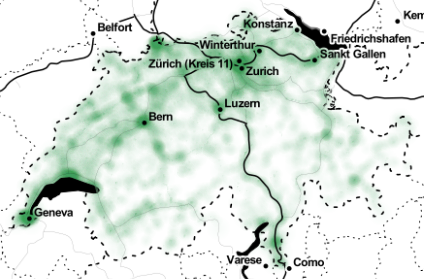 Konstanz
Kem
Belfort
Friedrichshafen
Winterthur
Sankt Gallen
Zürich (Kreis 11)
Zurich
Luzern
Bern
Geneva
Varese
Como